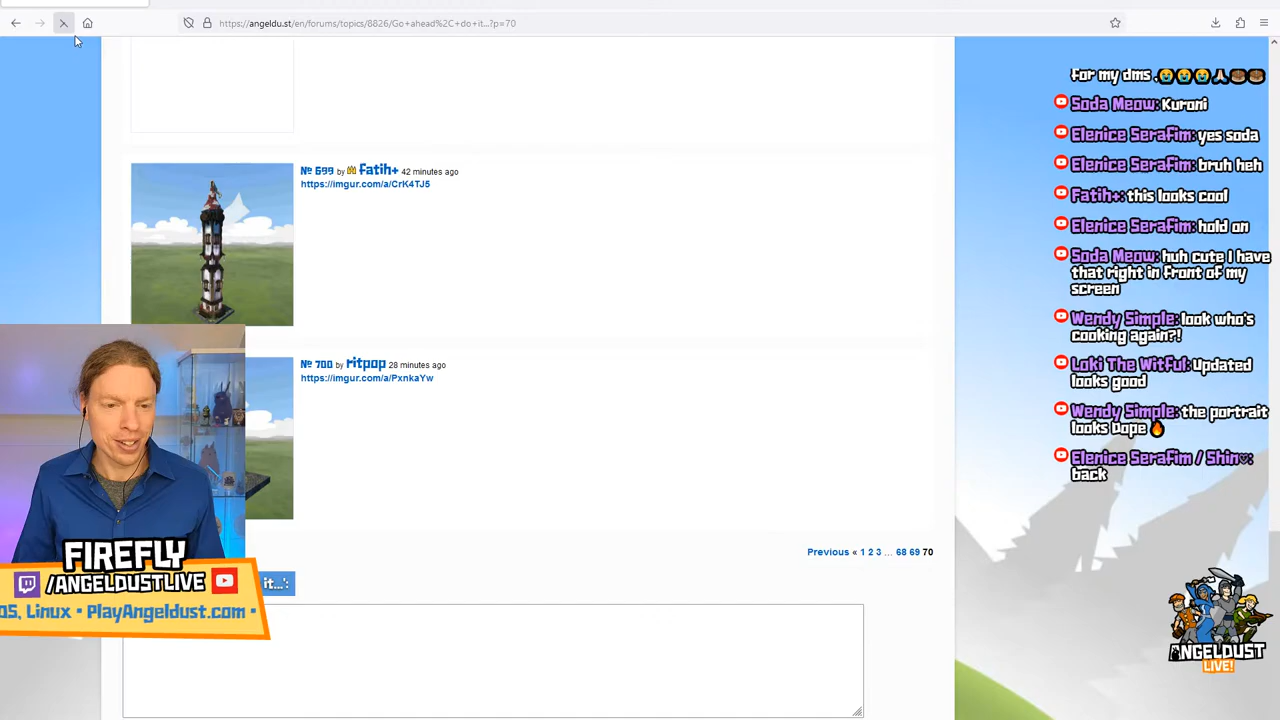 https://angeldu.st/en/forums/topics/8826/Go+ahead%2C+do+it...?p=70
for my dms .😭😭😭🙏🏽🥞🥞
Soda Meow: Kuroni
Elenice SeraFim: yes soda
Elenice SeraFim: bruh heh
Fatih+: this looks cool
Elenice SeraFim: hold on
Soda Meow: huh cute I have
that right in front of my
screen
Wendy Simple: look who's
cooking again?!
Loki The Witful: Updated
looks good
Wendy Simple: the portrait
looks dope 🔥
Elenice SeraFim / Shin♡:
back
№ 699 by fatih+ 42 minutes ago
https://imgur.com/a/CrK4TJ5
№ 700 by ritpop 28 minutes ago
https://imgur.com/a/PxnkaYw
Previous « 1 2 3 ... 68 69 70
it...':
FIREFLY
/ANGELDUSTLIVE
OS, Linux • PlayAngeldust.com •
ANGELDUST
LIVE!